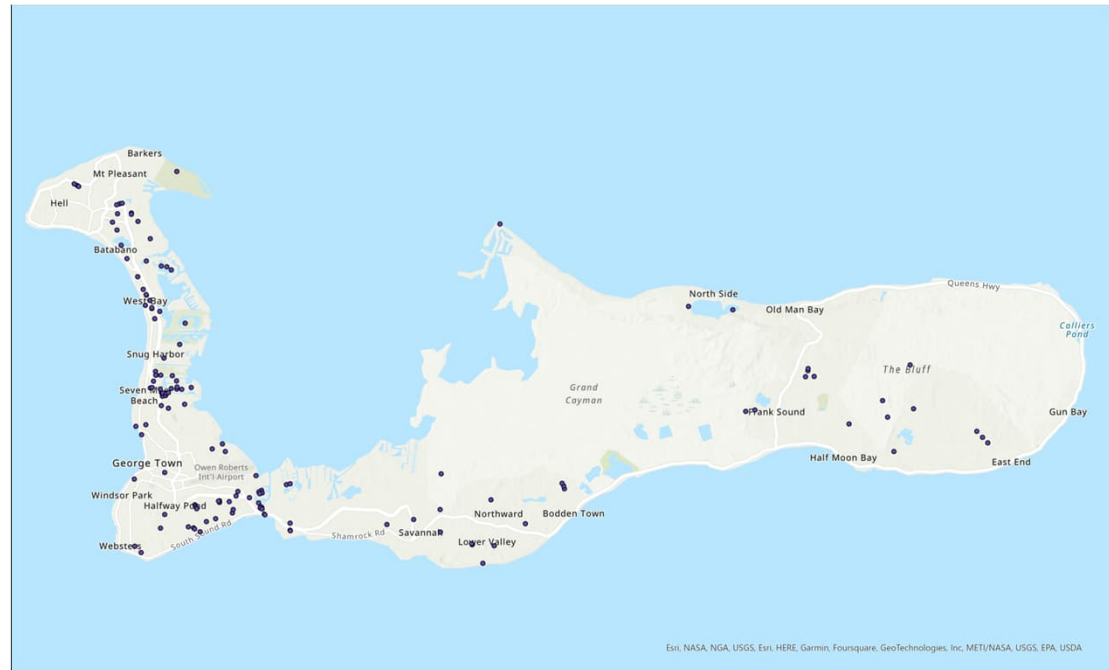 Barkers
Mt Pleasant
Hell
Batabano
West Bay
Snug Harbor
Seven Mile
Beach
George Town
Owen Roberts
Int'l Airport
Windsor Park
Halfway Pond
Websters
South Sound Rd
Shamrock Rd
Savannah
Northward
Lower Valley
Bodden Town
Grand
Cayman
North Side
Old Man Bay
Queens Hwy
Colliers
Pond
The Bluff
Frank Sound
Gun Bay
Half Moon Bay
East End
Esri, NASA, NGA, USGS, Esri, HERE, Garmin, Foursquare, GeoTechnologies, Inc, METI/NASA, USGS, EPA, USDA